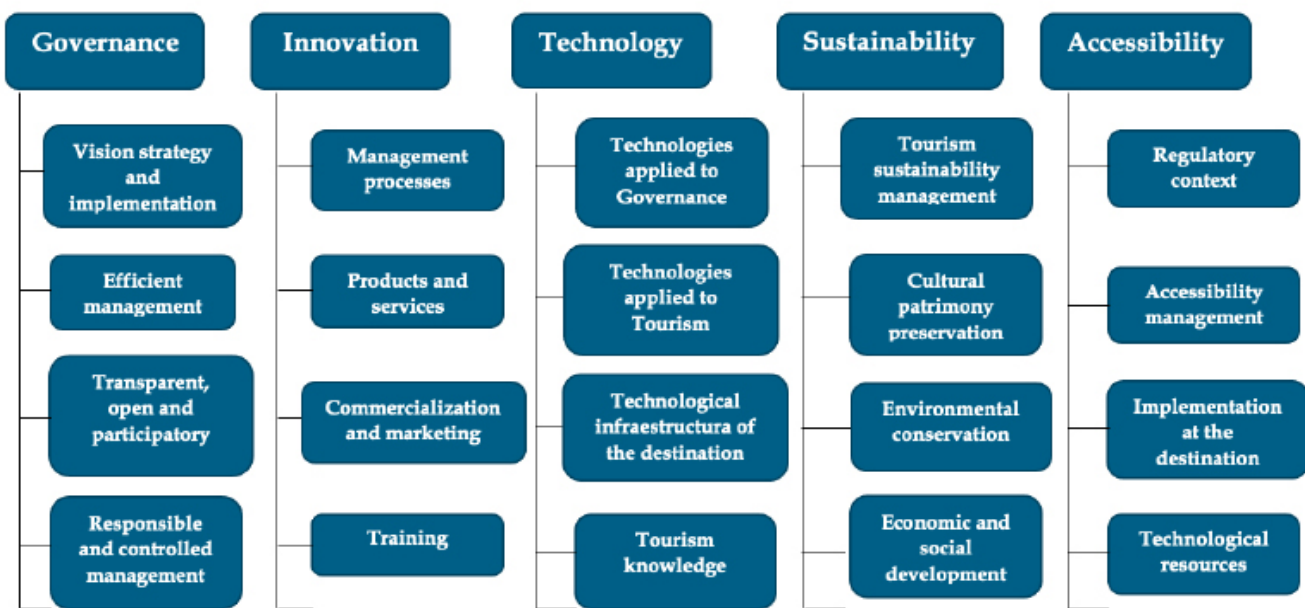 Governance
Vision strategy
and
implementation
Efficient
management
Transparent,
open and
participatory
Responsible
and controlled
management
Innovation
Management
processes
Products and
services
Commercialization
and marketing
Training
Technology
Technologies
applied to
Governance
Technologies
applied to
Tourism
Technological
infraestructura of
the destination
Tourism
knowledge
Sustainability
Tourism
sustainability
management
Cultural
patrimony
preservation
Environmental
conservation
Economic and
social
development
Accessibility
Regulatory
context
Accessibility
management
Implementation
at the
destination
Technological
resources